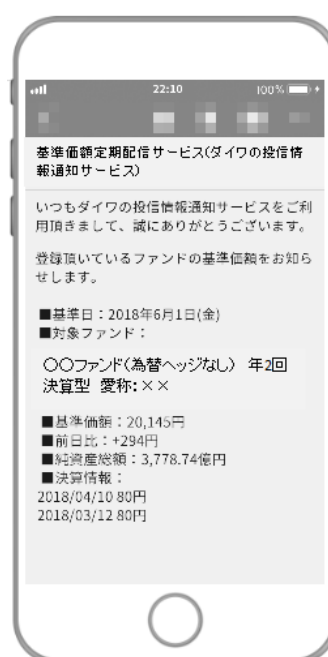 22:10
100%
基準価額定期配信サービス(ダイワの投信情
報通知サービス)
いつもダイワの投信情報通知サービスをご利
用頂きまして、誠にありがとうございます。
登録頂いているファンドの基準価額をお知ら
せします。
■基準日：2018年6月1日(金)
■対象ファンド：
○○ファンド(為替ヘッジなし) 年2回
決算型 愛称:××
■基準価額：20,145円
■前日比：+294円
■純資産総額：3,778.74億円
■決算情報：
2018/04/10 80円
2018/03/12 80円